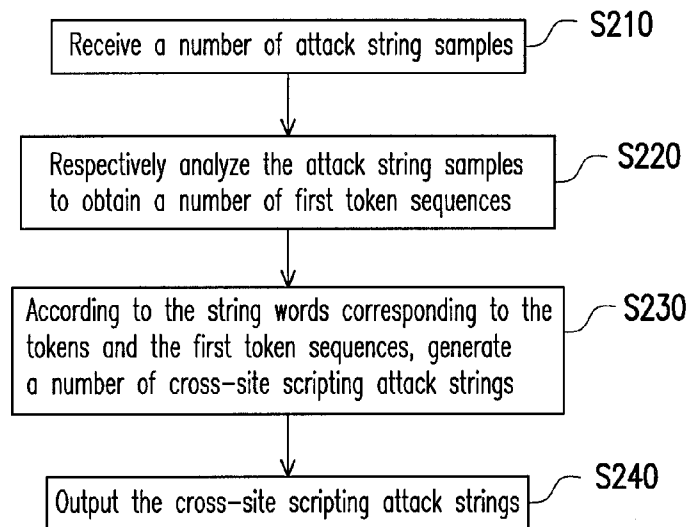 Receive a number of attack string samples
S210
Respectively analyze the attack string samples
to obtain a number of first token sequences
S220
According to the string words corresponding to the
tokens and the first token sequences, generate
a number of cross-site scripting attack strings
S230
Output the cross-site scripting attack strings
S240